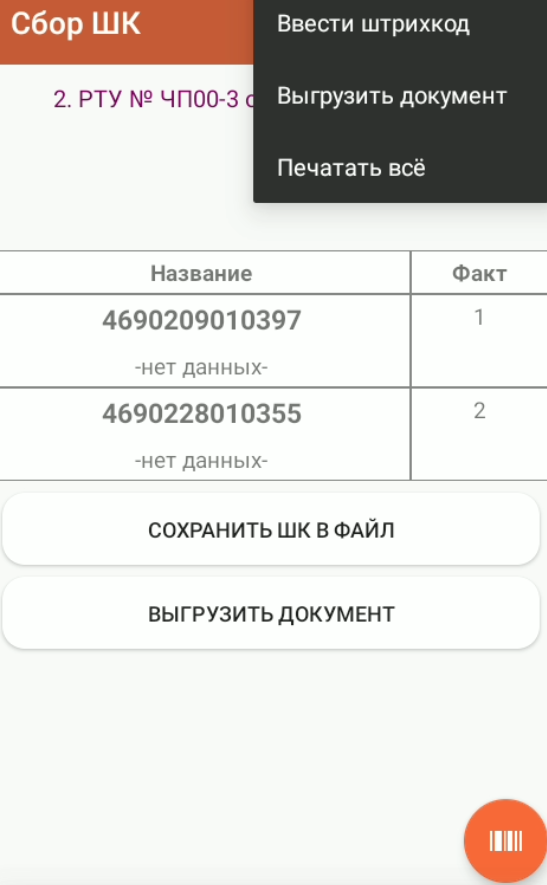 Сбор ШК
Ввести штрихкод
2. РТУ № ЧП00-3
Выгрузить документ
Печатать всё
Название Факт
4690209010397 1
-нет данных-
4690228010355 2
-нет данных-
СОХРАНИТЬ ШК В ФАЙЛ
ВЫГРУЗИТЬ ДОКУМЕНТ